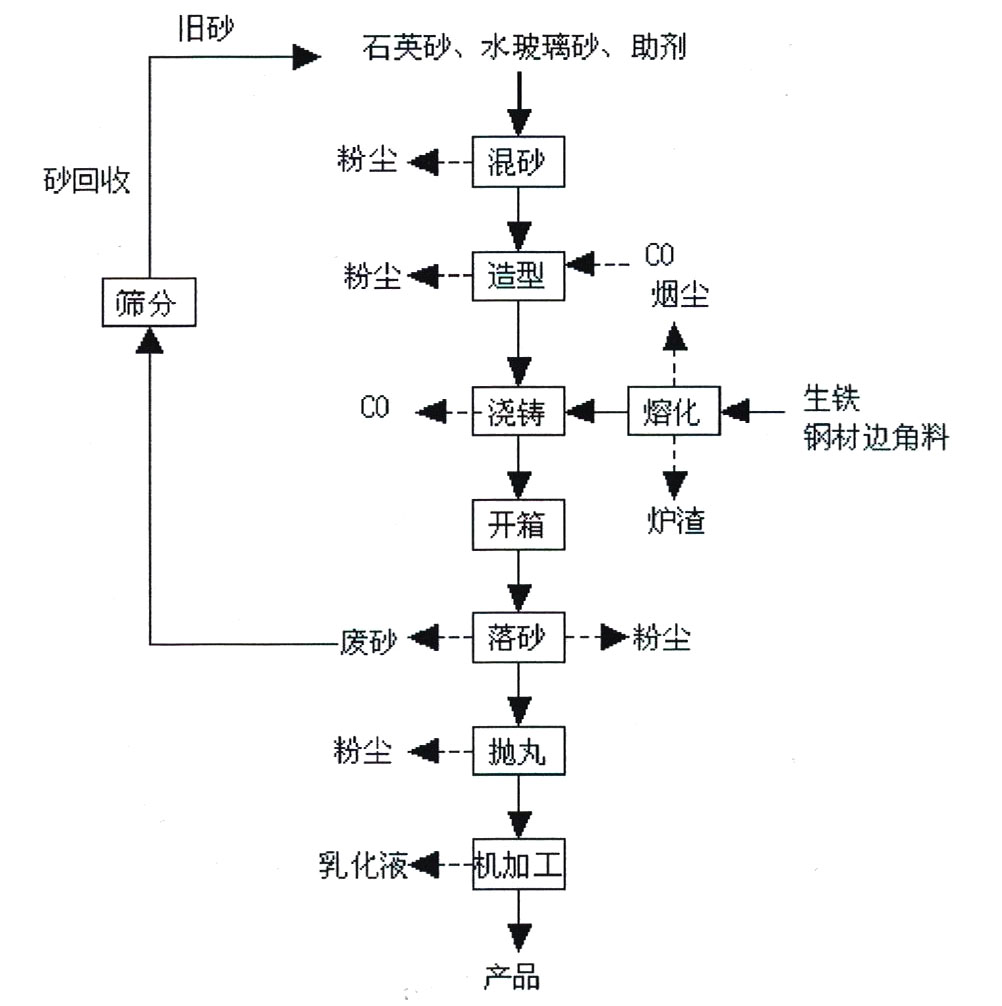 旧砂
石英砂、水玻璃砂、助剂
粉尘
混砂
砂回收
CO
粉尘
造型
烟尘
筛分
CO
浇铸
熔化
生铁
钢材边角料
炉渣
开箱
废砂
落砂
粉尘
粉尘
抛丸
乳化液
机加工
产品